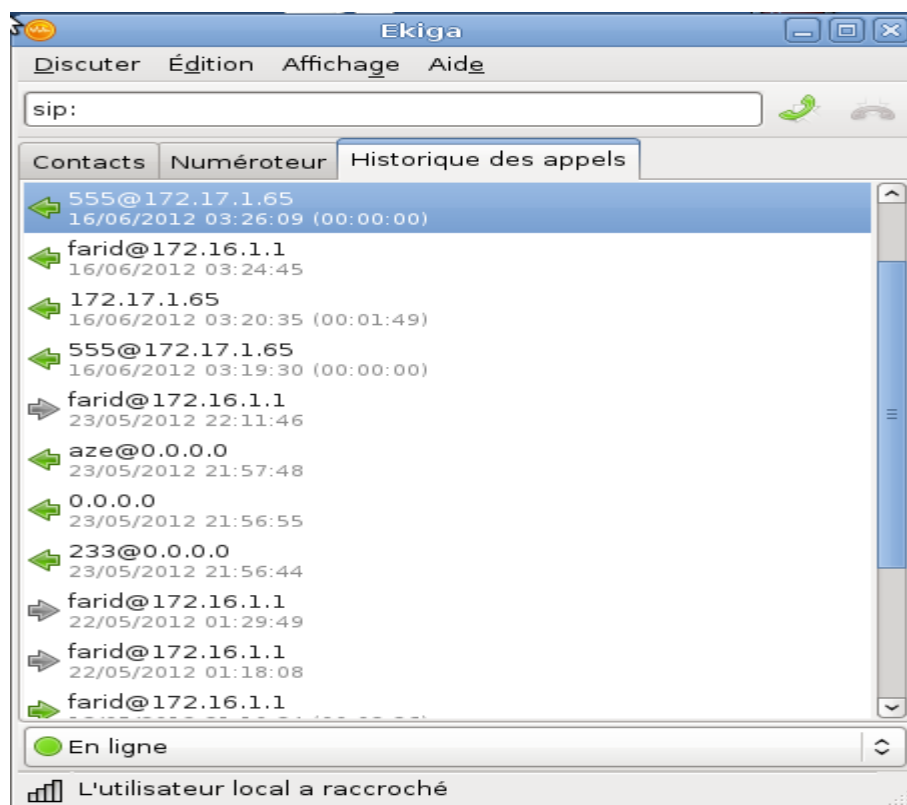 Ekiga
Discuter Édition Affichage Aide
sip:
Contacts Numéroteur Historique des appels
555@172.17.1.65
16/06/2012 03:26:09 (00:00:00)
farid@172.16.1.1
16/06/2012 03:24:45
172.17.1.65
16/06/2012 03:20:35 (00:01:49)
555@172.17.1.65
16/06/2012 03:19:30 (00:00:00)
farid@172.16.1.1
23/05/2012 22:11:46
aze@0.0.0.0
23/05/2012 21:57:48
0.0.0.0
23/05/2012 21:56:55
233@0.0.0.0
23/05/2012 21:56:44
farid@172.16.1.1
22/05/2012 01:29:49
farid@172.16.1.1
22/05/2012 01:18:08
farid@172.16.1.1
En ligne
L'utilisateur local a raccroché